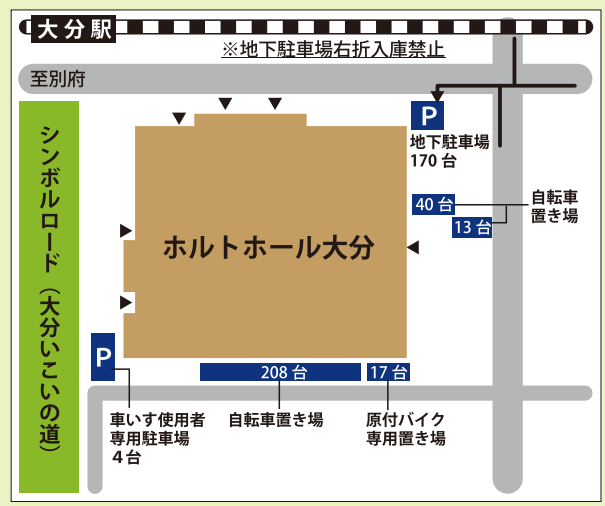 大分駅
※地下駐車場右折入庫禁止
至別府
P
地下駐車場
170台
シンボルロード（大分いこいの道）
40台
自転車
置き場
13台
ホルトホール大分
P
208台
17台
車いす使用者
専用駐車場
4台
自転車置き場
原付バイク
専用置き場